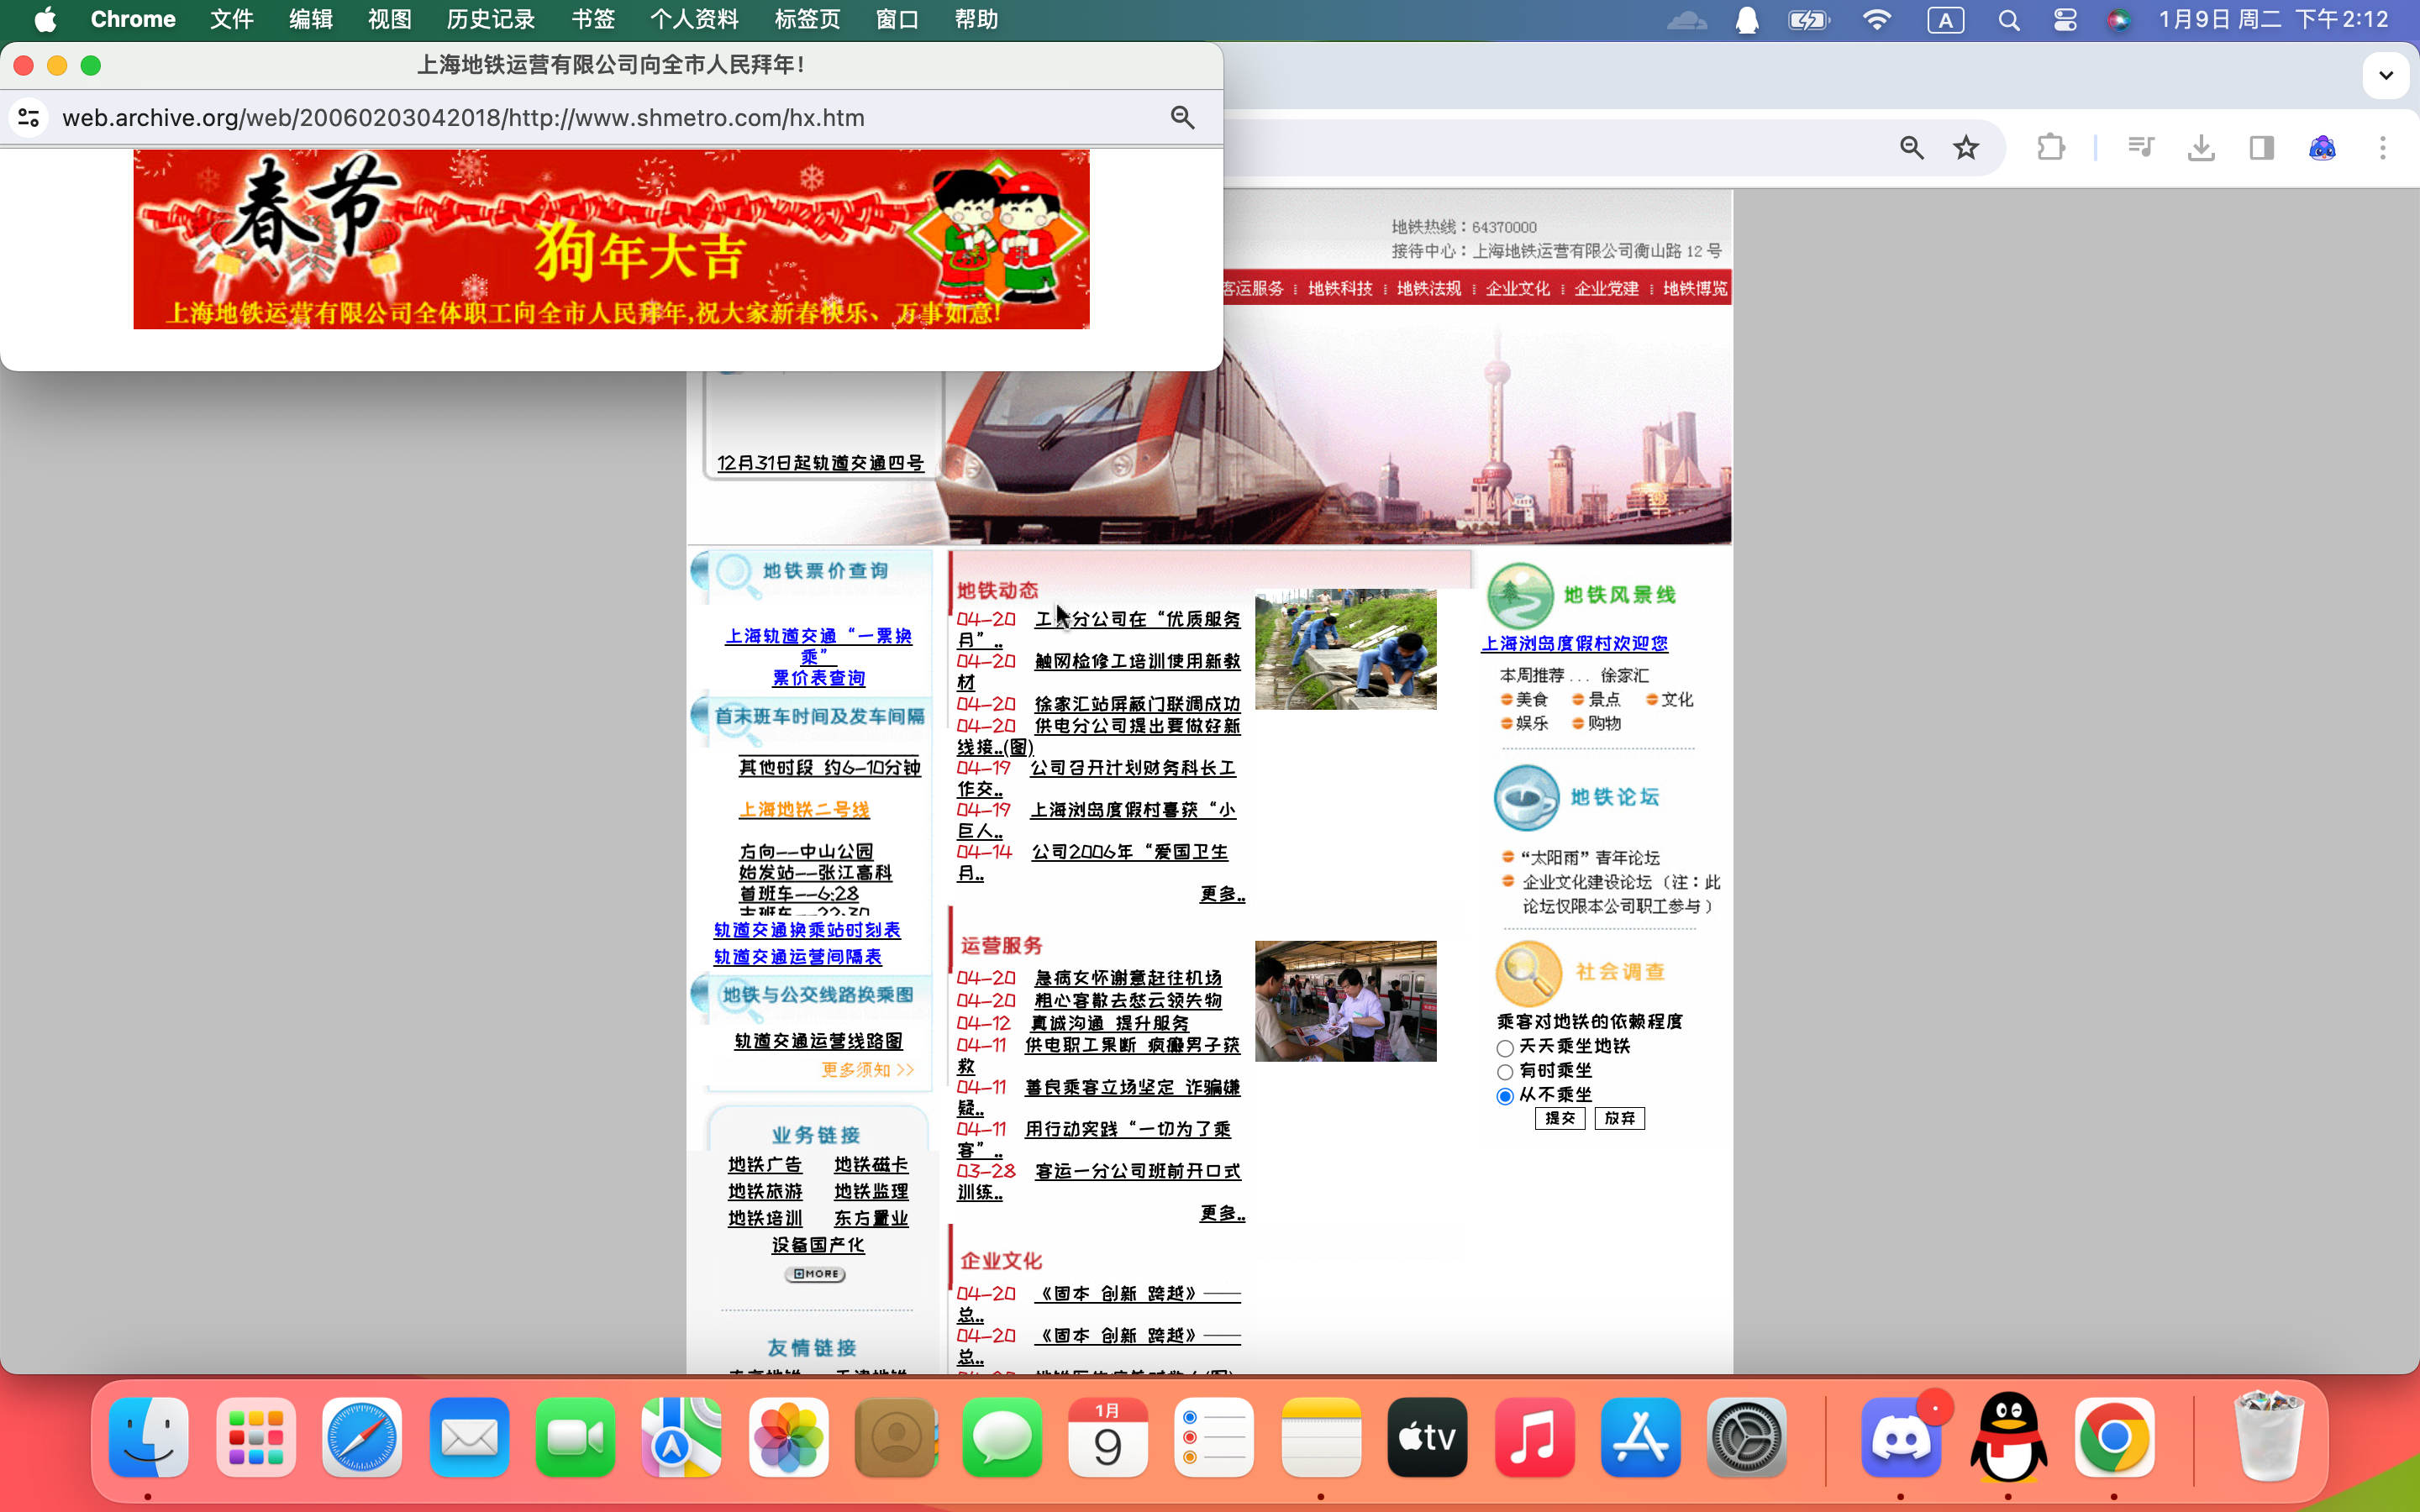 Chrome 文件 编辑 视图 历史记录 书签 个人资料 标签页 窗口 帮助
A
1月9日 周二 下午2:12
上海地铁运营有限公司向全市人民拜年!
web.archive.org/web/20060203042018/http://www.shmetro.com/hx.htm
春节
狗年大吉
上海地铁运营有限公司全体职工向全市人民拜年,祝大家新春快乐、万事如意!
地铁热线：64370000
接待中心：上海地铁运营有限公司衡山路 12 号
客运服务 ⁞ 地铁科技 ⁞ 地铁法规 ⁞ 企业文化 ⁞ 企业党建 ⁞ 地铁博览
12月31日起轨道交通四号
地铁票价查询
上海轨道交通“一票换
乘”
票价表查询
首末班车时间及发车间隔
其他时段 约6-10分钟
上海地铁二号线
方向--中山公园
始发站--张江高科
首班车--6:28
末班车--22:30
轨道交通换乘站时刻表
轨道交通运营间隔表
地铁与公交线路换乘图
轨道交通运营线路图
更多须知 >>
业务链接
地铁广告 地铁磁卡
地铁旅游 地铁监理
地铁培训 东方置业
设备国产化
MORE
友情链接
地铁动态
04-20 工务分公司在“优质服务
月”..
04-20 触网检修工培训使用新教
材
04-20 徐家汇站屏蔽门联调成功
04-20 供电分公司提出要做好新
线接..(图)
04-19 公司召开计划财务科长工
作交..
04-19 上海浏岛度假村喜获“小
巨人..
04-14 公司2006年“爱国卫生
月..
更多..
运营服务
04-20 急病女怀谢意赶往机场
04-20 粗心客散去愁云领失物
04-12 真诚沟通 提升服务
04-11 供电职工果断 疯癫男子获
救
04-11 善良乘客立场坚定 诈骗嫌
疑..
04-11 用行动实践“一切为了乘
客”..
03-28 客运一分公司班前开口式
训练..
更多..
企业文化
04-20 《固本 创新 跨越》——
总..
04-20 《固本 创新 跨越》——
总..
地铁风景线
上海浏岛度假村欢迎您
本周推荐 . . . 徐家汇
美食 景点 文化
娱乐 购物
地铁论坛
“太阳雨”青年论坛
企业文化建设论坛（注：此
论坛仅限本公司职工参与）
社会调查
乘客对地铁的依赖程度
天天乘坐地铁
有时乘坐
从不乘坐
提交 放弃
1月
9
tv